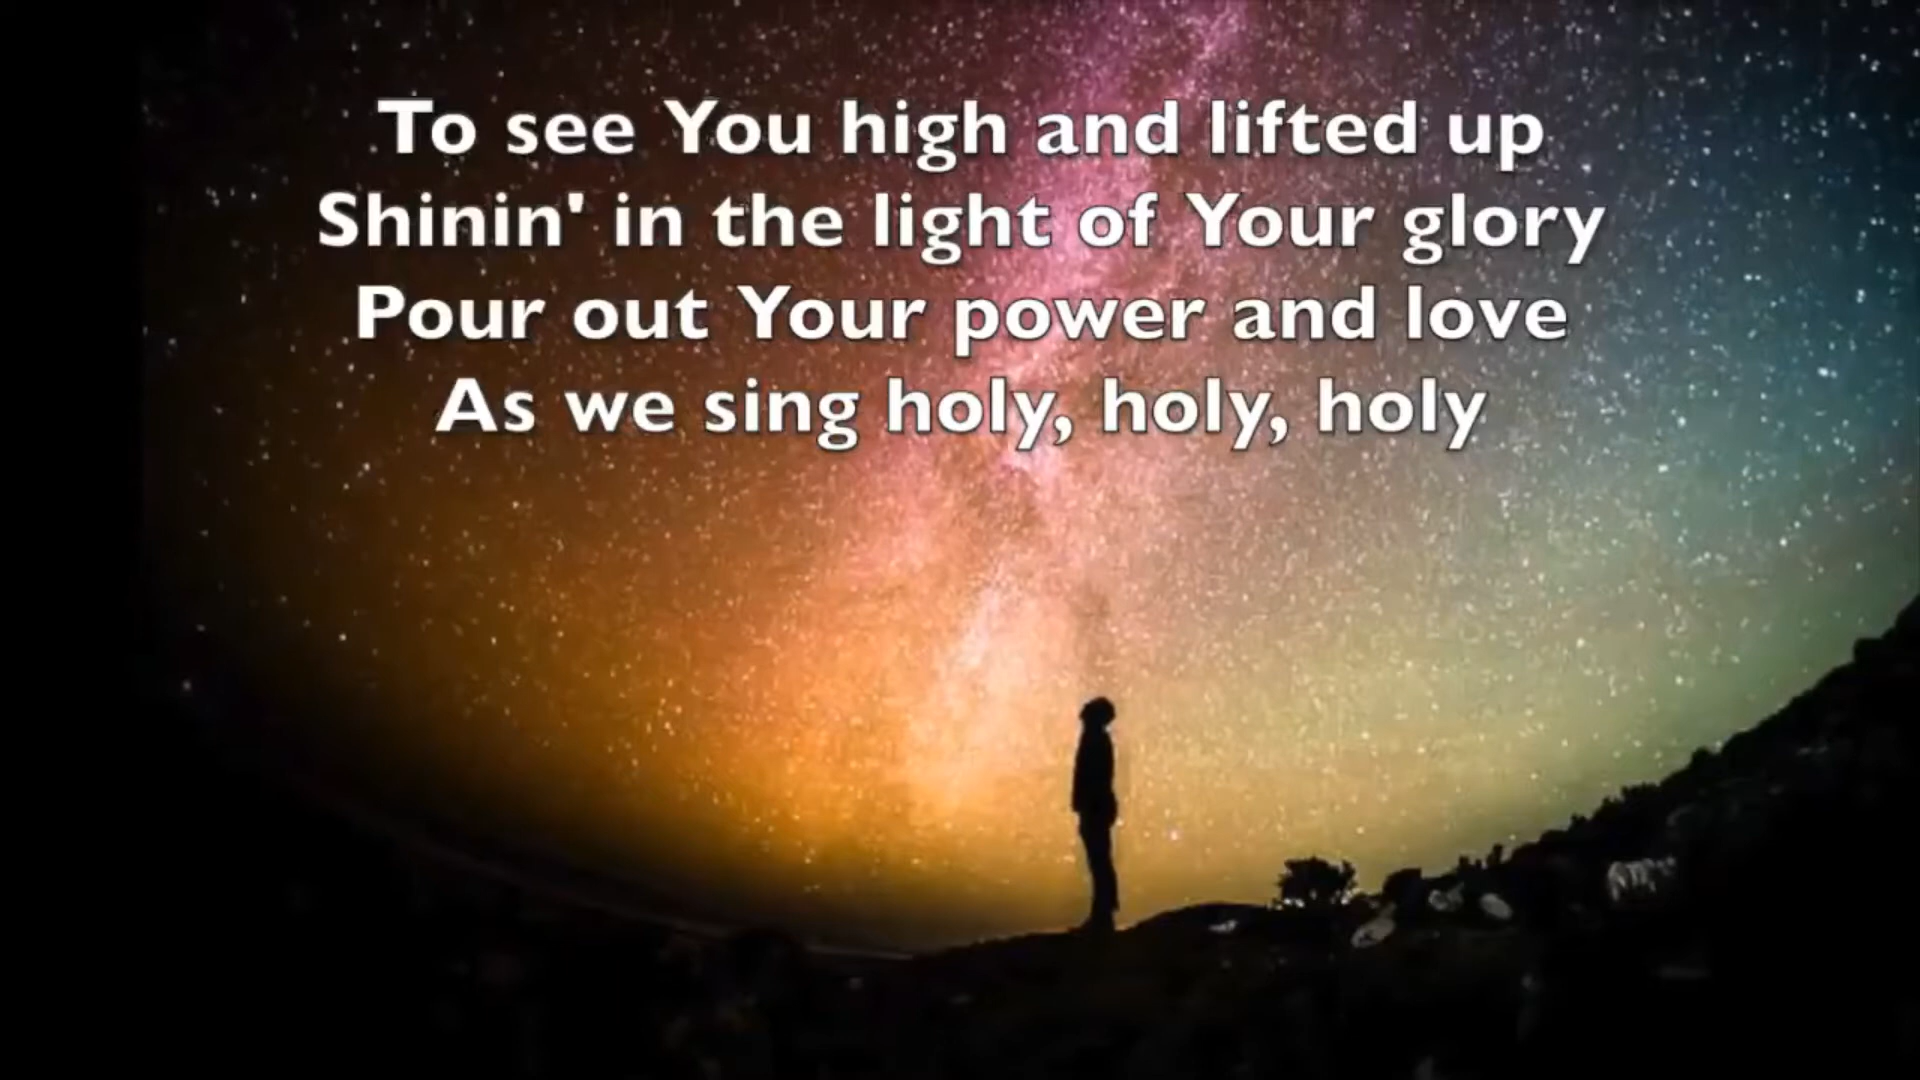 To see You high and lifted up
Shinin' in the light of Your glory
Pour out Your power and love
As we sing holy, holy, holy